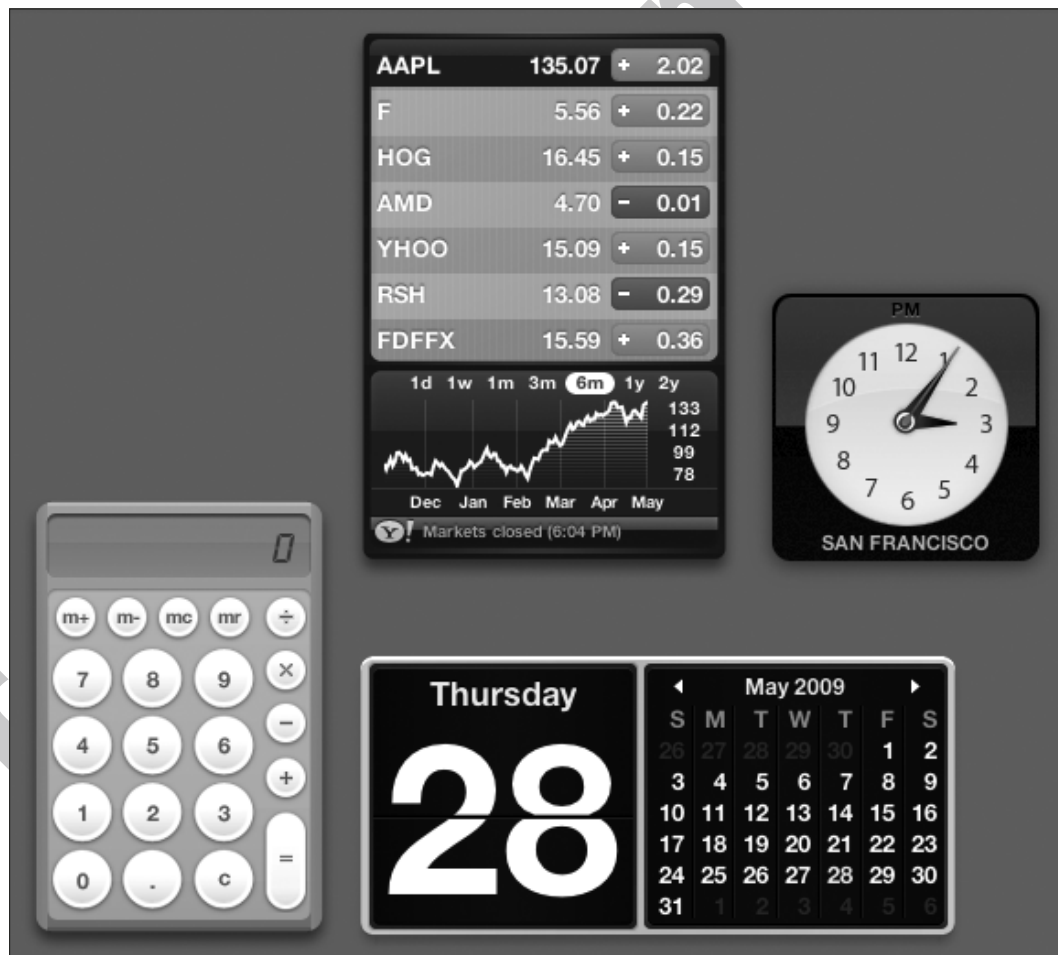 AAPL 135.07 + 2.02
F 5.56 + 0.22
HOG 16.45 + 0.15
AMD 4.70 - 0.01
YHOO 15.09 + 0.15
RSH 13.08 - 0.29
FDFFX 15.59 + 0.36
1d 1w 1m 3m 6m 1y 2y
133
112
99
78
Dec Jan Feb Mar Apr May
Y! Markets closed (6:04 PM)
PM
12
11 1
10 2
9 3
8 4
7 5
6
SAN FRANCISCO
0
m+ m- mc mr ÷
7 8 9 ×
4 5 6 −
+
1 2 3
0 . c =
Thursday
28
May 2009
S M T W T F S
26 27 28 29 30 1 2
3 4 5 6 7 8 9
10 11 12 13 14 15 16
17 18 19 20 21 22 23
24 25 26 27 28 29 30
31 1 2 3 4 5 6